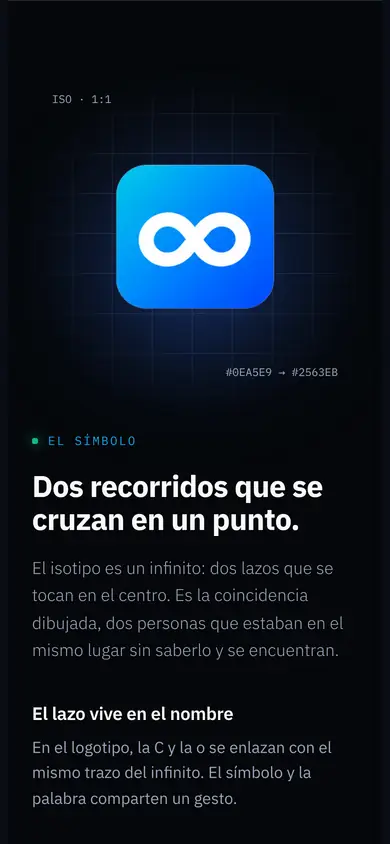 ISO · 1:1
#0EA5E9 → #2563EB
EL SÍMBOLO
Dos recorridos que se
cruzan en un punto.
El isotipo es un infinito: dos lazos que se
tocan en el centro. Es la coincidencia
dibujada, dos personas que estaban en el
mismo lugar sin saberlo y se encuentran.
El lazo vive en el nombre
En el logotipo, la C y la o se enlazan con el
mismo trazo del infinito. El símbolo y la
palabra comparten un gesto.